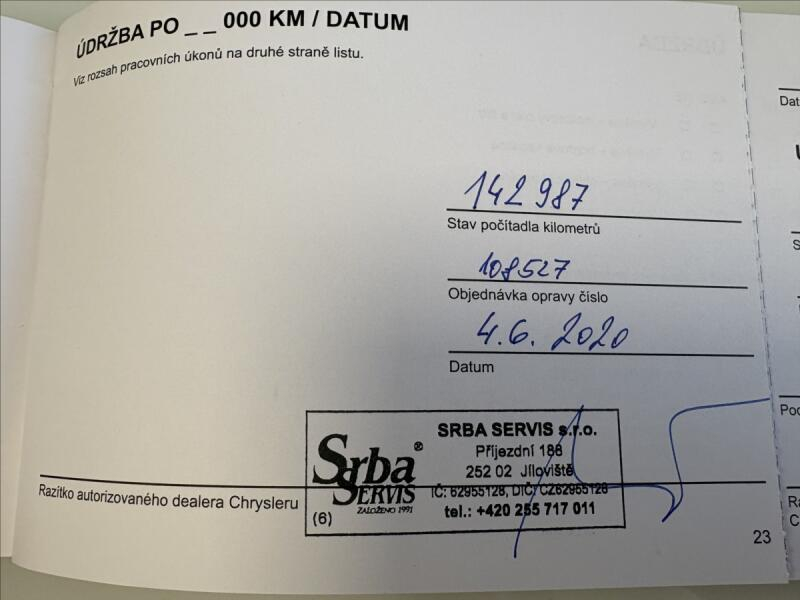 ÚDRŽBA PO _ _ 000 KM / DATUM
Viz rozsah pracovních úkonů na druhé straně listu.
142 987
Stav počítadla kilometrů
108527
Objednávka opravy číslo
4.6. 2020
Datum
Srba®
SERVIS
ZALOŽENO 1991
(6)
SRBA SERVIS s.r.o.
Příjezdní 186
252 02 Jíloviště
IČ: 62955128, DIČ: CZ62955128
tel.: +420 255 717 011
Razítko autorizovaného dealera Chrysleru
23
Dat